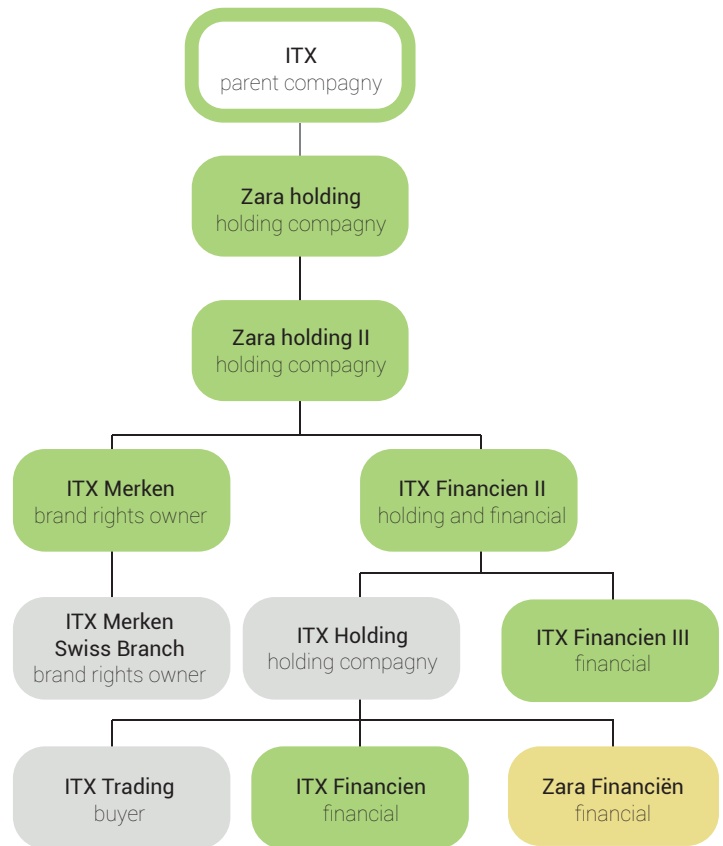 ITX
parent compagny
Zara holding
holding compagny
Zara holding II
holding compagny
ITX Merken
brand rights owner
ITX Financien II
holding and financial
ITX Merken
Swiss Branch
brand rights owner
ITX Holding
holding compagny
ITX Financien III
financial
ITX Trading
buyer
ITX Financien
financial
Zara Financiën
financial